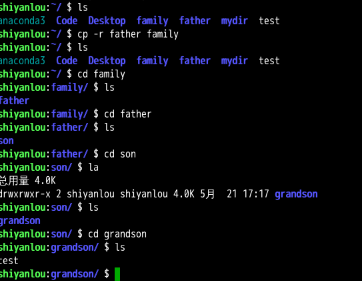 shiyanlou:~/ $ ls
anaconda3 Code Desktop family father mydir test
shiyanlou:~/ $ cp -r father family
shiyanlou:~/ $ ls
anaconda3 Code Desktop family father mydir test
shiyanlou:~/ $ cd family
shiyanlou:family/ $ ls
father
shiyanlou:family/ $ cd father
shiyanlou:father/ $ ls
son
shiyanlou:father/ $ cd son
shiyanlou:son/ $ la
总用量 4.0K
drwxrwxr-x 2 shiyanlou shiyanlou 4.0K 5月 21 17:17 grandson
shiyanlou:son/ $ ls
grandson
shiyanlou:son/ $ cd grandson
shiyanlou:grandson/ $ ls
test
shiyanlou:grandson/ $